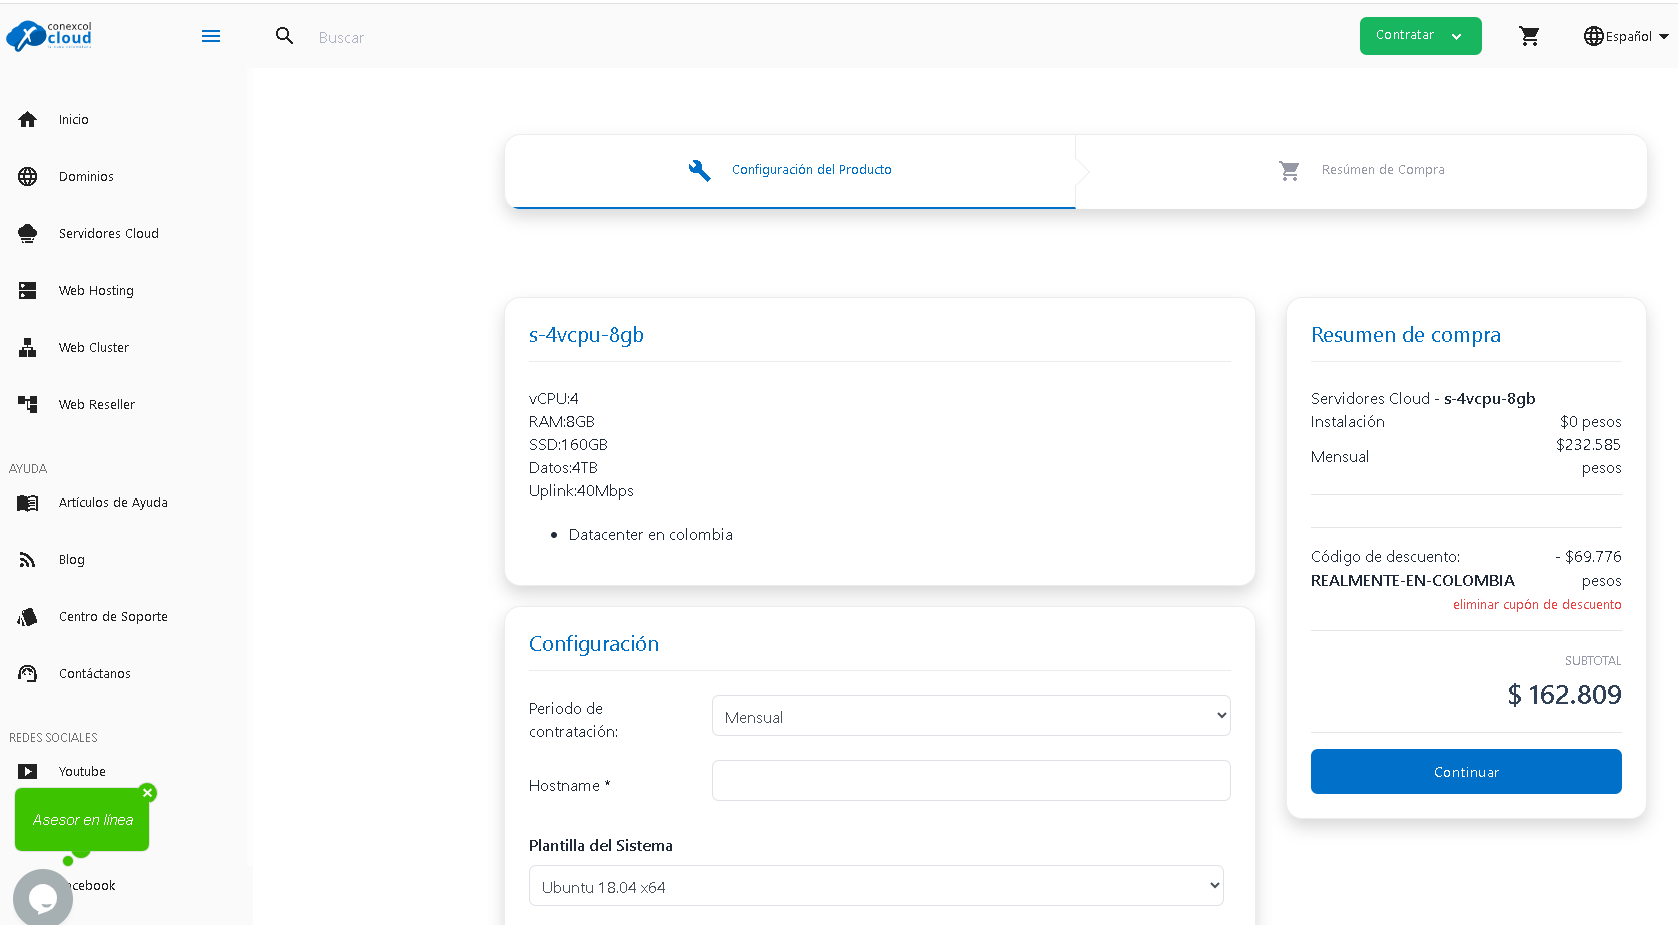 conexcol
cloud
Buscar
Contratar
Español
Inicio
Dominios
Servidores Cloud
Web Hosting
Web Cluster
Web Reseller
AYUDA
Artículos de Ayuda
Blog
Centro de Soporte
Contáctanos
REDES SOCIALES
Youtube
Asesor en línea
acebook
Configuración del Producto
Resúmen de Compra
s-4vcpu-8gb
vCPU:4
RAM:8GB
SSD:160GB
Datos:4TB
Uplink:40Mbps
Datacenter en colombia
Configuración
Periodo de
contratación:
Mensual
Hostname *
Plantilla del Sistema
Ubuntu 18.04 x64
Resumen de compra
Servidores Cloud - s-4vcpu-8gb
Instalación $0 pesos
Mensual $232.585
pesos
Código de descuento: - $69.776
REALMENTE-EN-COLOMBIA pesos
eliminar cupón de descuento
SUBTOTAL
$ 162.809
Continuar